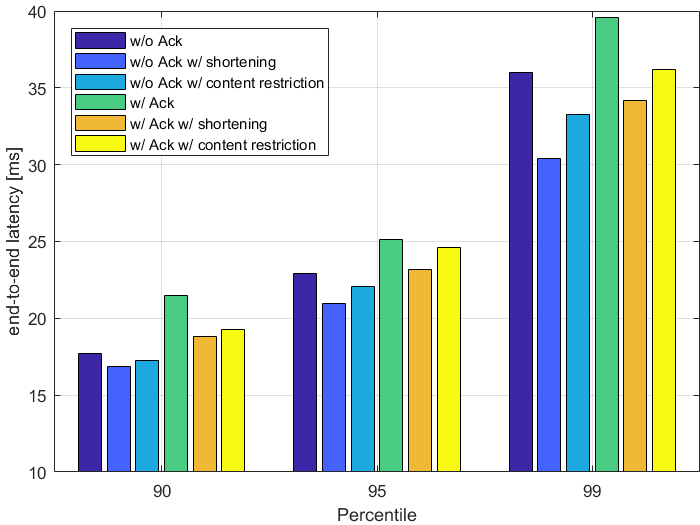 40
35
30
25
20
15
10
end-to-end latency [ms]
w/o Ack
w/o Ack w/ shortening
w/o Ack w/ content restriction
w/ Ack
w/ Ack w/ shortening
w/ Ack w/ content restriction
90
95
99
Percentile